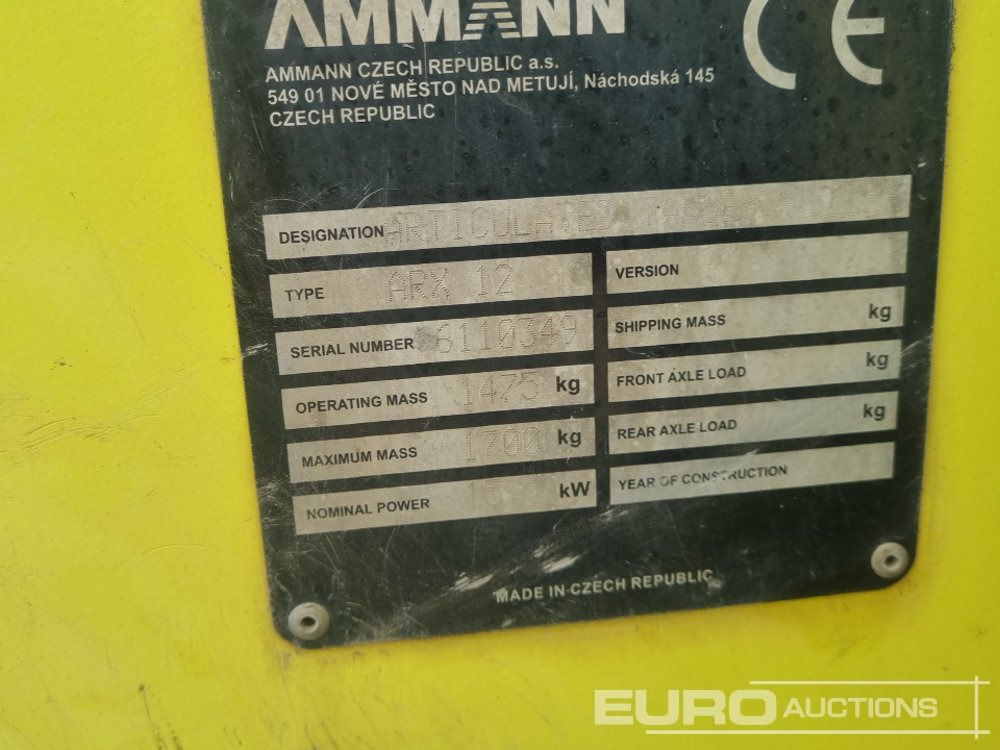 AMMANN
CE
AMMANN CZECH REPUBLIC a.s.
549 01 NOVÉ MĚSTO NAD METUJÍ, Náchodská 145
CZECH REPUBLIC
DESIGNATION ARTICULATED
TYPE ARX 12
SERIAL NUMBER 6110349
OPERATING MASS 1475 kg
MAXIMUM MASS 1700 kg
NOMINAL POWER kW
VERSION
SHIPPING MASS kg
FRONT AXLE LOAD kg
REAR AXLE LOAD kg
YEAR OF CONSTRUCTION
MADE IN CZECH REPUBLIC
EURO AUCTIONS